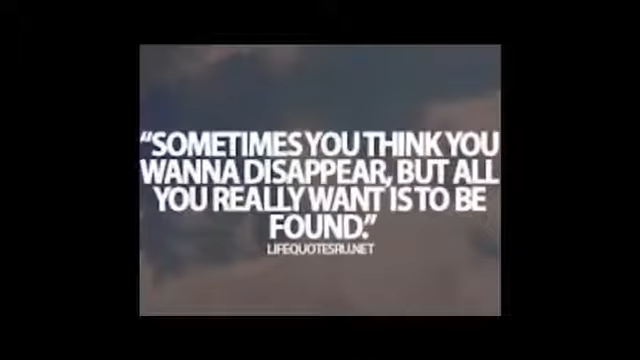 “SOMETIMES YOU THINK YOU
WANNA DISAPPEAR, BUT ALL
YOU REALLY WANT IS TO BE
FOUND.”
LIFEQUOTESRU.NET